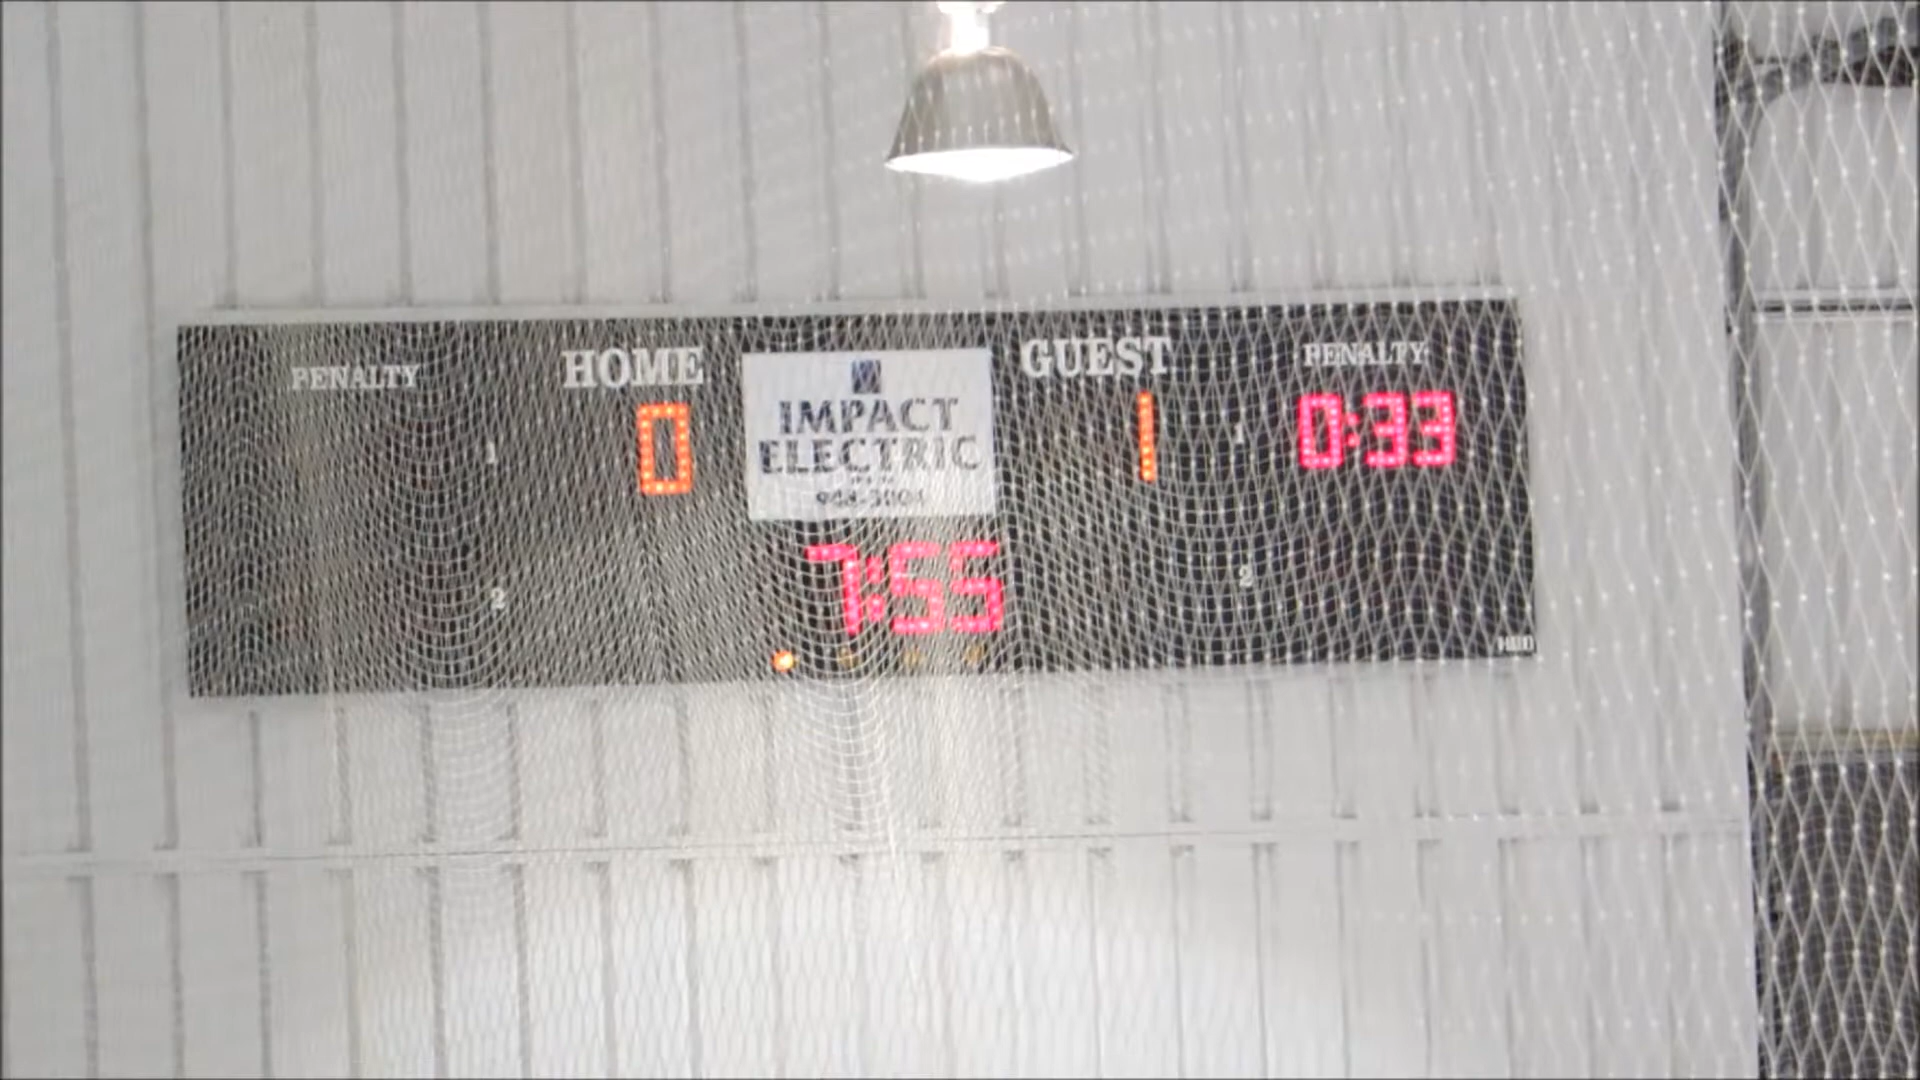 PENALTY HOME GUEST PENALTY
1 0 IMPACT 1 1 0:33
ELECTRIC
7:55
2 2